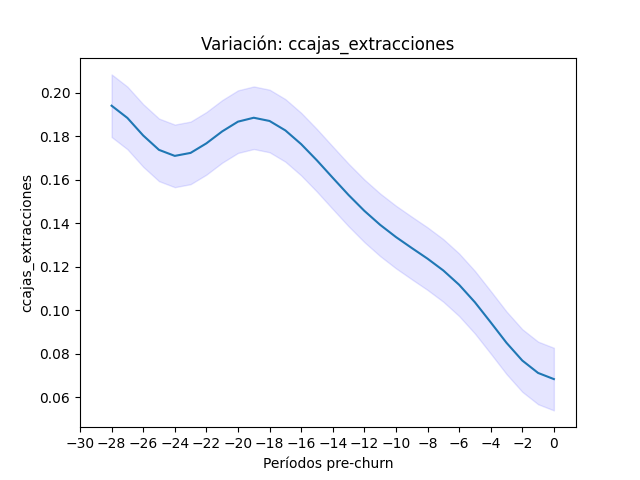 Variación: ccajas_extracciones
ccajas_extracciones
0.20
0.18
0.16
0.14
0.12
0.10
0.08
0.06
−30 −28 −26 −24 −22 −20 −18 −16 −14 −12 −10 −8 −6 −4 −2 0
Períodos pre-churn